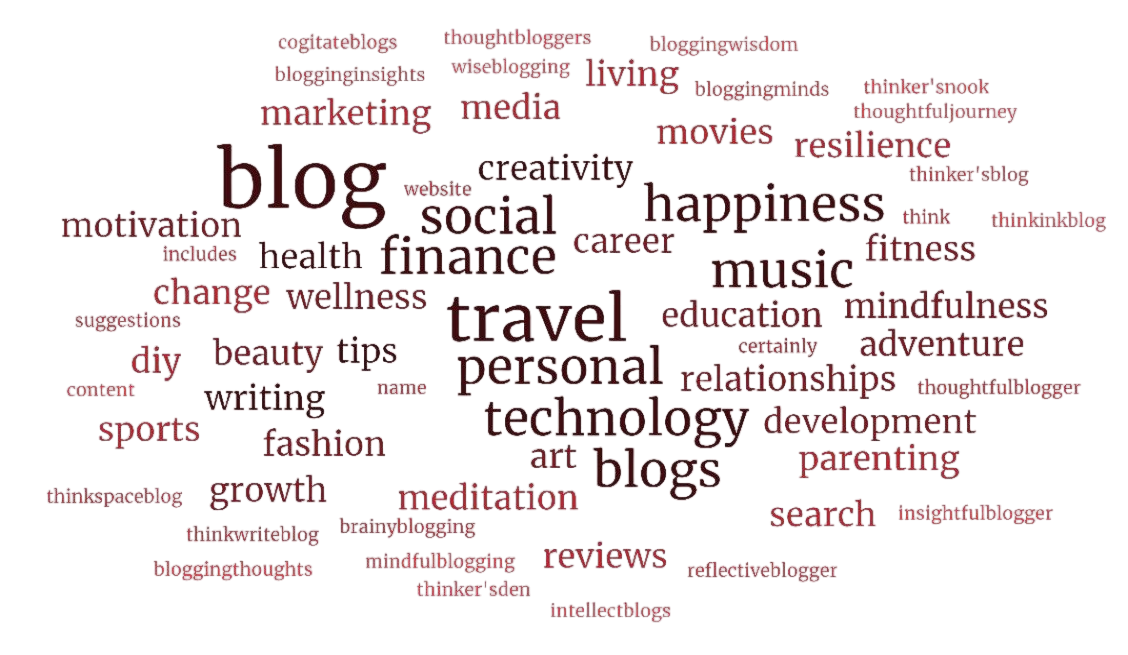 cogitateblogs
thoughtbloggers
bloggingwisdom
blogginginsights
wiseblogging
living
bloggingminds
thinker'snook
marketing
media
thoughtfuljourney
movies
resilience
blog
creativity
thinker'sblog
website
happiness
motivation
social
think
thinkinkblog
includes
health
finance
career
fitness
music
change
wellness
mindfulness
suggestions
travel
education
diy
beauty
tips
certainly
adventure
content
writing
name
personal
relationships
thoughtfulblogger
sports
fashion
technology
development
art
blogs
parenting
thinkspaceblog
growth
meditation
search
insightfulblogger
thinkwriteblog
brainyblogging
bloggingthoughts
mindfulblogging
reviews
reflectiveblogger
thinker'sden
intellectblogs